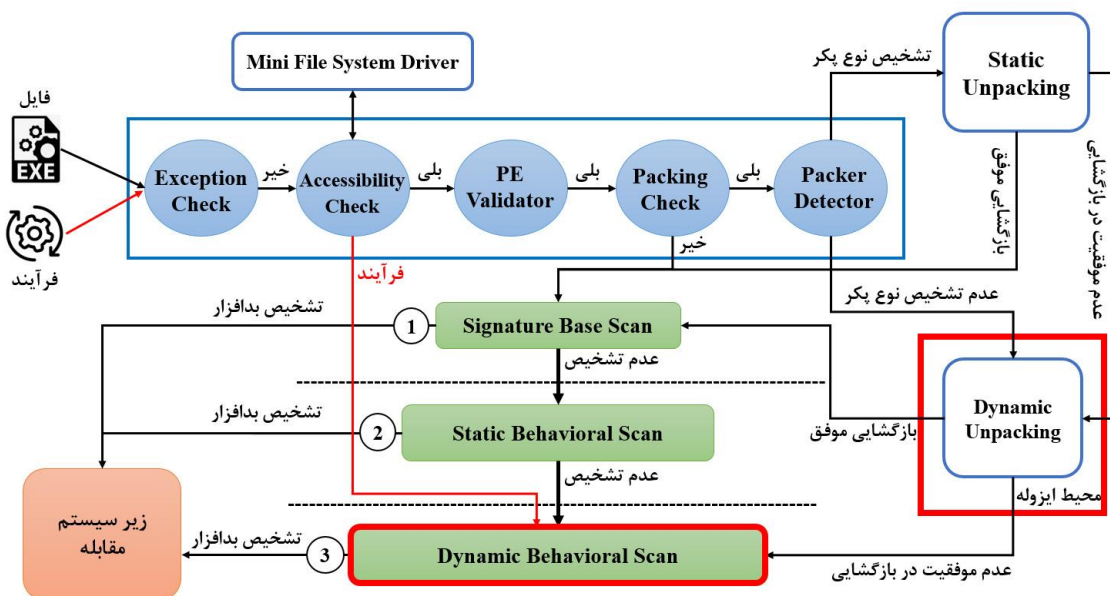 Mini File System Driver
تشخیص نوع پکر
Static
Unpacking
فایل
EXE
Exception
Check
خیر
Accessibility
Check
بلی
PE
Validator
بلی
Packing
Check
بلی
Packer
Detector
بازگشایی موفق
عدم موفقیت در بازگشایی
فرآیند
فرآیند
خیر
عدم تشخیص نوع پکر
تشخیص بدافزار
1
Signature Base Scan
عدم تشخیص
تشخیص بدافزار
2
Static Behavioral Scan
بازگشایی موفق
Dynamic
Unpacking
عدم تشخیص
محیط ایزوله
زیر سیستم
مقابله
تشخیص بدافزار
3
Dynamic Behavioral Scan
عدم موفقیت در بازگشایی